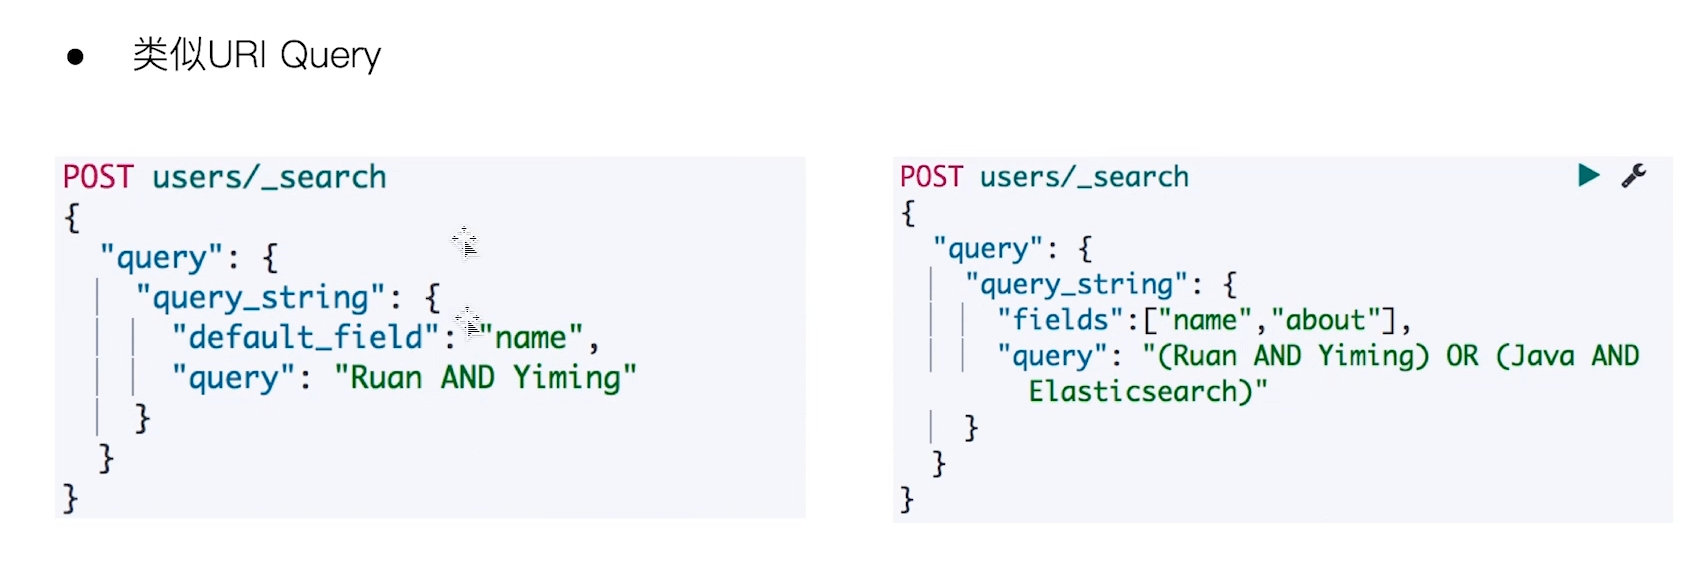 ● 类似URI Query
POST users/_search
{
"query": {
"query_string": {
"default_field": "name",
"query": "Ruan AND Yiming"
}
}
}
POST users/_search
{
"query": {
"query_string": {
"fields":["name","about"],
"query": "(Ruan AND Yiming) OR (Java AND
Elasticsearch)"
}
}
}